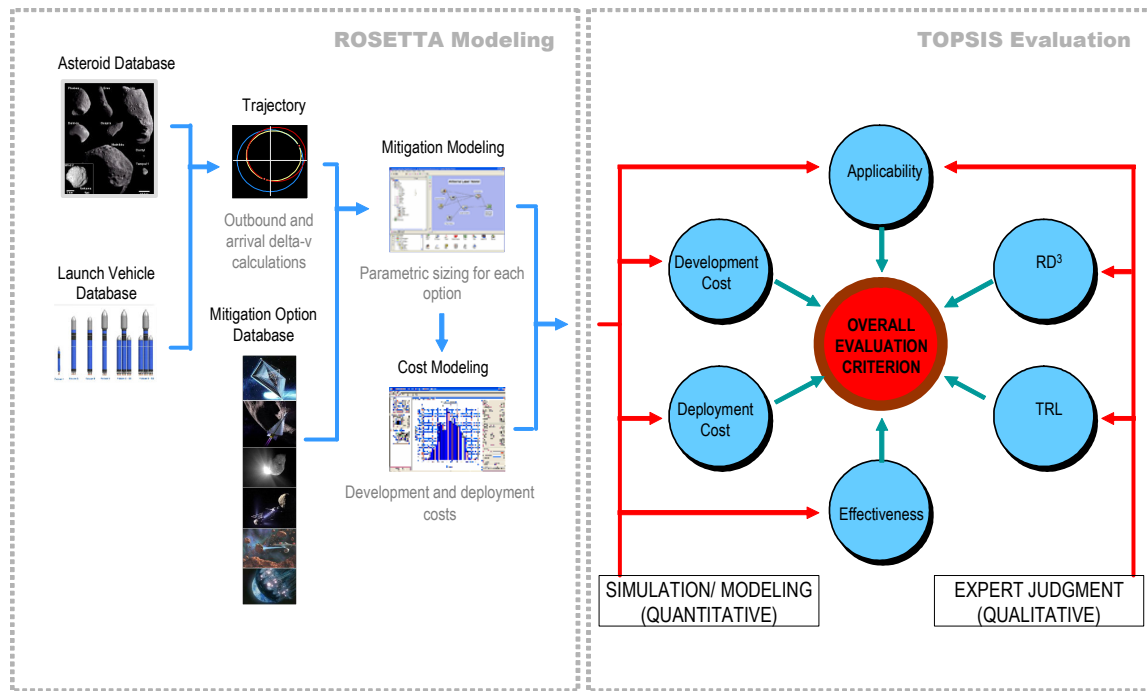 ROSETTA Modeling
Asteroid Database
Trajectory
Outbound and
arrival delta-v
calculations
Launch Vehicle
Database
Mitigation Option
Database
Mitigation Modeling
Parametric sizing for each
option
Cost Modeling
Development and deployment
costs
TOPSIS Evaluation
Applicability
Development
Cost
RD³
OVERALL
EVALUATION
CRITERION
Deployment
Cost
TRL
Effectiveness
SIMULATION/ MODELING
(QUANTITATIVE)
EXPERT JUDGMENT
(QUALITATIVE)